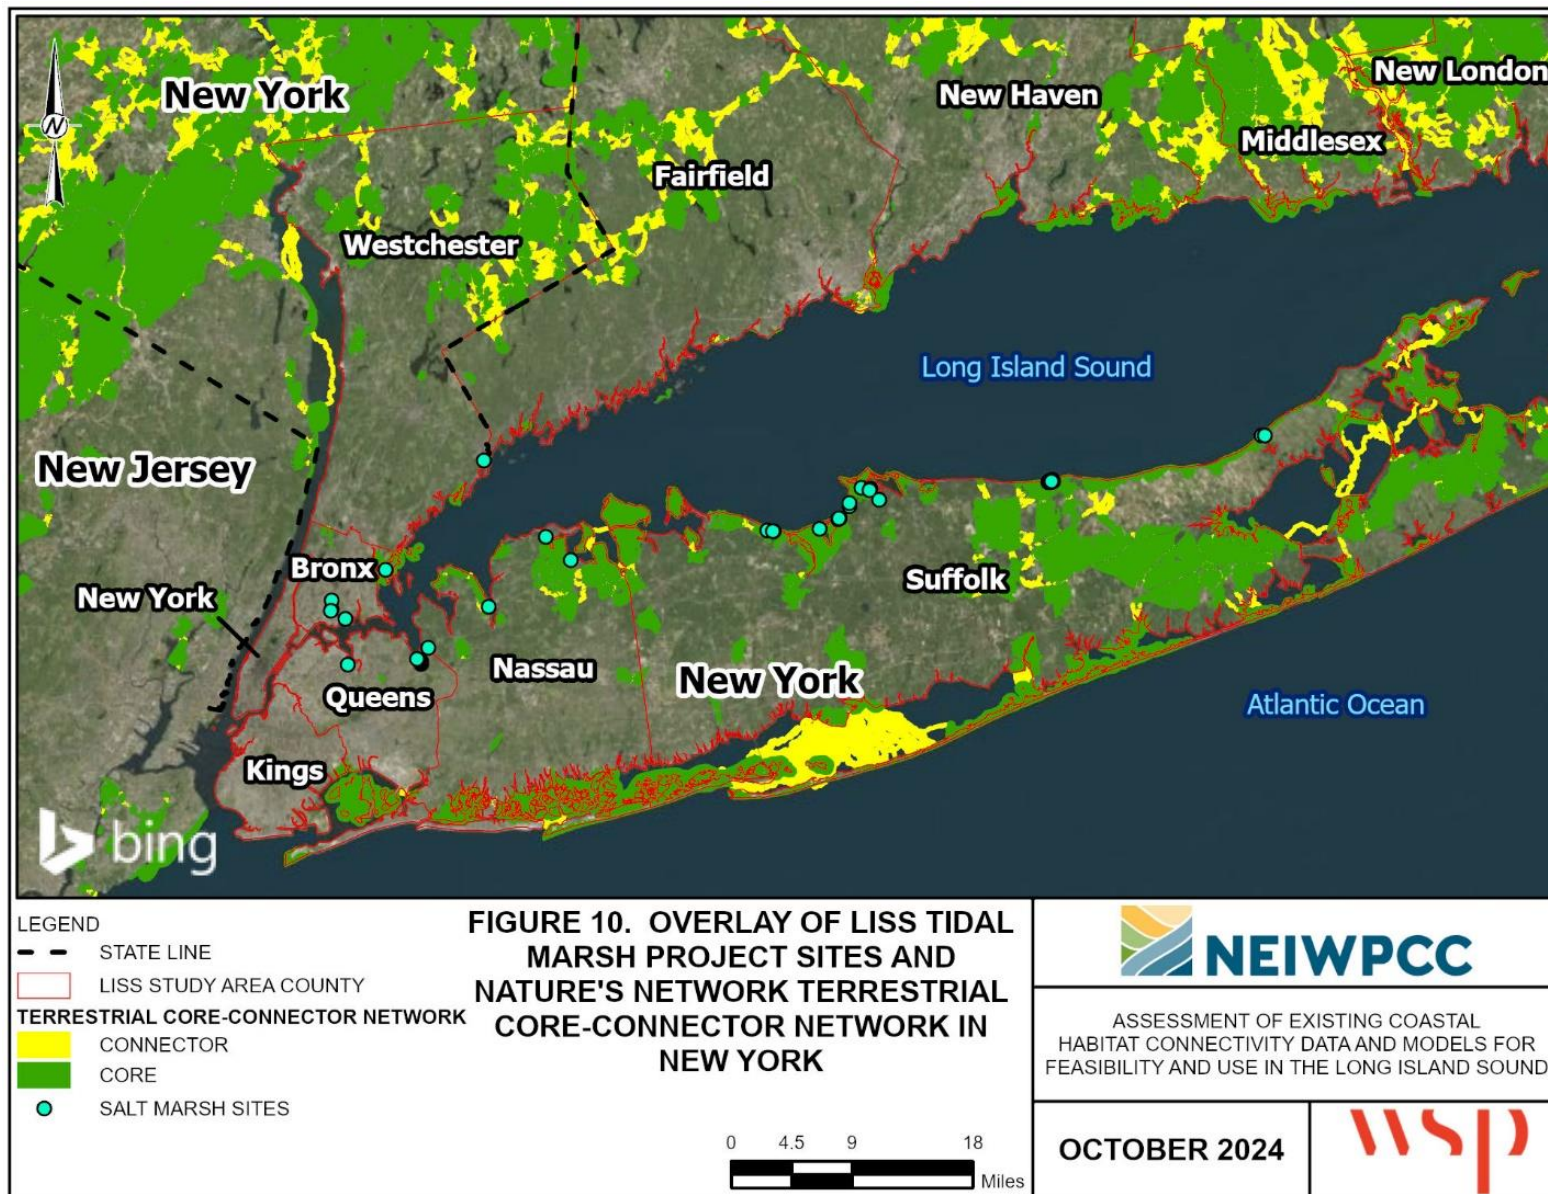 New York
New Haven
New London
Middlesex
Fairfield
N
Westchester
Long Island Sound
New Jersey
Bronx
Suffolk
New York
Nassau
New York
Queens
Atlantic Ocean
Kings
bing
LEGEND
STATE LINE
LISS STUDY AREA COUNTY
TERRESTRIAL CORE-CONNECTOR NETWORK
CONNECTOR
CORE
SALT MARSH SITES
FIGURE 10. OVERLAY OF LISS TIDAL
MARSH PROJECT SITES AND
NATURE'S NETWORK TERRESTRIAL
CORE-CONNECTOR NETWORK IN
NEW YORK
0 4.5 9 18
Miles
NEIWPCC
ASSESSMENT OF EXISTING COASTAL
HABITAT CONNECTIVITY DATA AND MODELS FOR
FEASIBILITY AND USE IN THE LONG ISLAND SOUND
OCTOBER 2024
wsp